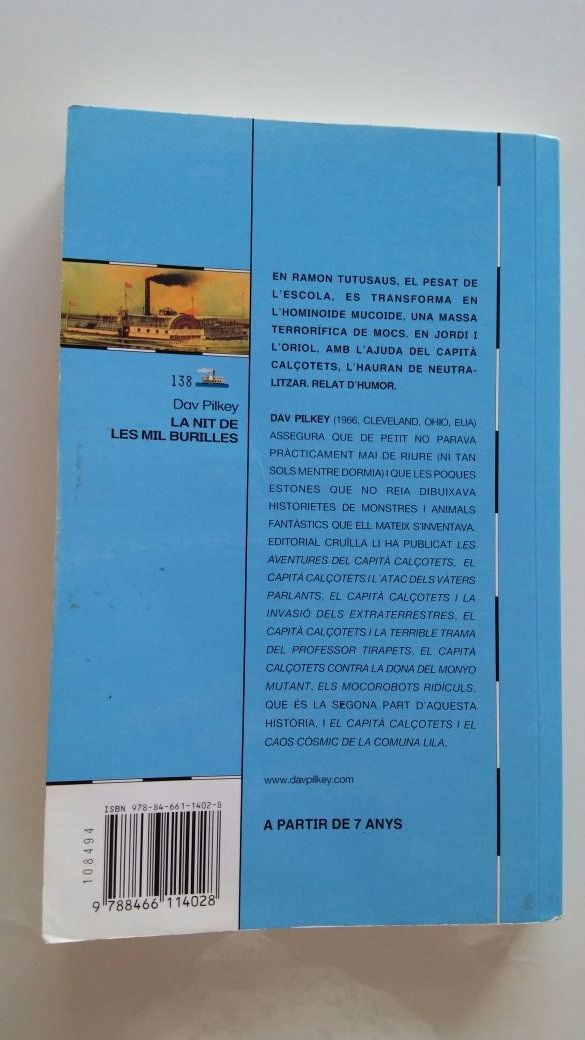 138
Dav Pilkey
LA NIT DE
LES MIL BURILLES
EN RAMON TUTUSAUS, EL PESAT DE
L'ESCOLA, ES TRANSFORMA EN
L'HOMINOIDE MUCOIDE, UNA MASSA
TERRORÍFICA DE MOCS. EN JORDI I
L'ORIOL, AMB L'AJUDA DEL CAPITÀ
CALÇOTETS, L'HAURAN DE NEUTRA-
LITZAR. RELAT D'HUMOR.
DAV PILKEY (1966, CLEVELAND, OHIO, EUA)
ASSEGURA QUE DE PETIT NO PARAVA
PRÀCTICAMENT MAI DE RIURE (NI TAN
SOLS MENTRE DORMIA) I QUE LES POQUES
ESTONES QUE NO REIA DIBUIXAVA
HISTORIETES DE MONSTRES I ANIMALS
FANTÀSTICS QUE ELL MATEIX S'INVENTAVA.
EDITORIAL CRUÏLLA LI HA PUBLICAT LES
AVENTURES DEL CAPITÀ CALÇOTETS, EL
CAPITÀ CALÇOTETS I L'ATAC DELS VÀTERS
PARLANTS, EL CAPITÀ CALÇOTETS I LA
INVASIÓ DELS EXTRATERRESTRES, EL
CAPITÀ CALÇOTETS I LA TERRIBLE TRAMA
DEL PROFESSOR TIRAPETS, EL CAPITÀ
CALÇOTETS CONTRA LA DONA DEL MONYO
MUTANT, ELS MOCOROBOTS RIDÍCULS,
QUE ÉS LA SEGONA PART D'AQUESTA
HISTÒRIA, I EL CAPITÀ CALÇOTETS I EL
CAOS CÒSMIC DE LA COMUNA LILA.
www.davpilkey.com
A PARTIR DE 7 ANYS
ISBN 978-84-661-1402-8
108494
9 788466 114028